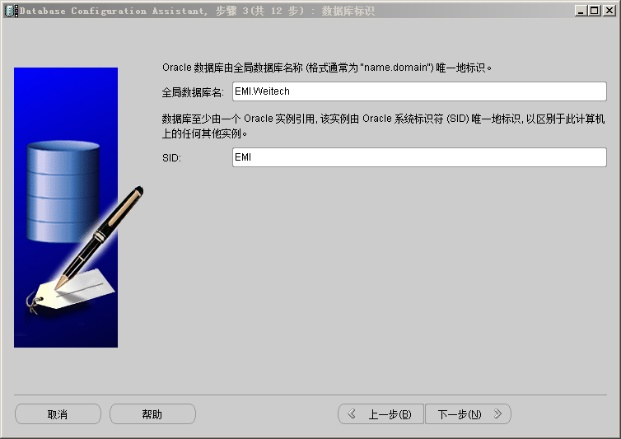 Database Configuration Assistant, 步骤 3(共 12 步) : 数据库标识
Oracle 数据库由全局数据库名称 (格式通常为 "name.domain") 唯一地标识。
全局数据库名: EMI.Weitech
数据库至少由一个 Oracle 实例引用, 该实例由 Oracle 系统标识符 (SID) 唯一地标识, 以区别于此计算机
上的任何其他实例。
SID: EMI
取消 帮助 上一步(B) 下一步(N)